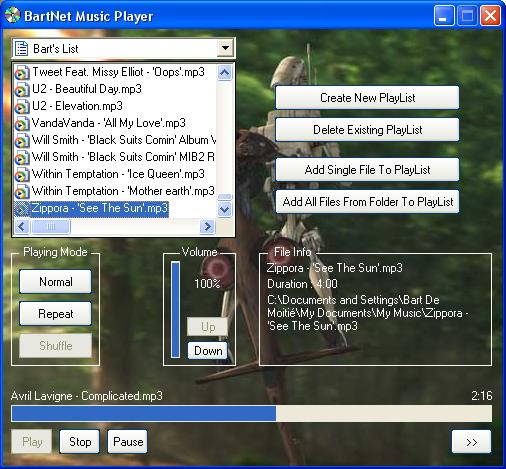 BartNet Music Player
Bart's List
Tweet Feat. Missy Elliot - 'Oops'.mp3
U2 - Beautiful Day.mp3
U2 - Elevation.mp3
VandaVanda - 'All My Love'.mp3
Will Smith - 'Black Suits Comin' Album V
Will Smith - 'Black Suits Comin' MIB2 R
Within Temptation - 'Ice Queen'.mp3
Within Temptation - 'Mother earth'.mp3
Zippora - 'See The Sun'.mp3
Create New PlayList
Delete Existing PlayList
Add Single File To PlayList
Add All Files From Folder To PlayList
Playing Mode
Normal
Repeat
Shuffle
Volume
100%
Up
Down
File Info
Zippora - 'See The Sun'.mp3
Duration : 4:00
C:\Documents and Settings\Bart De
Moitié\My Documents\My Music\Zippora -
'See The Sun'.mp3
Avril Lavigne - Complicated.mp3
2:16
Play
Stop
Pause
>>